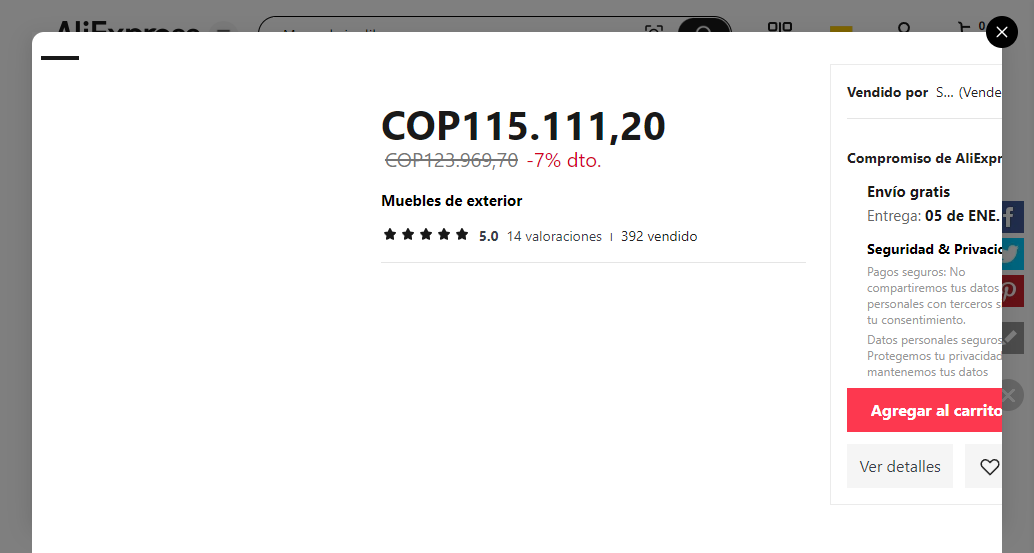 AliExpress
0
COP115.111,20
COP123.969,70 -7% dto.
Muebles de exterior
5.0 14 valoraciones 392 vendido
Vendido por S... (Vende
Compromiso de AliExpr
Envío gratis
Entrega: 05 de ENE.
Seguridad & Privacid
Pagos seguros: No
compartiremos tus datos
personales con terceros s
tu consentimiento.
Datos personales seguros
Protegemos tu privacidad
mantenemos tus datos
Agregar al carrito
Ver detalles